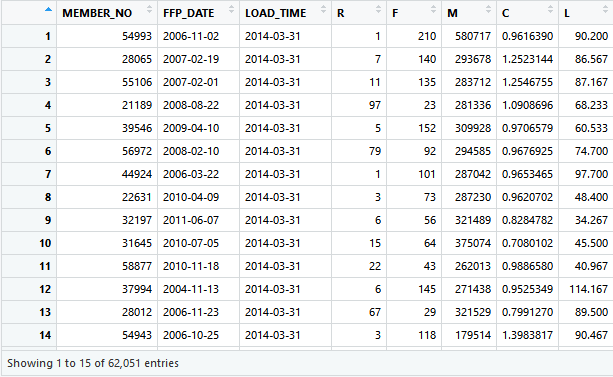 MEMBER_NO FFP_DATE LOAD_TIME R F M C L
1 54993 2006-11-02 2014-03-31 1 210 580717 0.9616390 90.200
2 28065 2007-02-19 2014-03-31 7 140 293678 1.2523144 86.567
3 55106 2007-02-01 2014-03-31 11 135 283712 1.2546755 87.167
4 21189 2008-08-22 2014-03-31 97 23 281336 1.0908696 68.233
5 39546 2009-04-10 2014-03-31 5 152 309928 0.9706579 60.533
6 56972 2008-02-10 2014-03-31 79 92 294585 0.9676925 74.700
7 44924 2006-03-22 2014-03-31 1 101 287042 0.9653465 97.700
8 22631 2010-04-09 2014-03-31 3 73 287230 0.9620702 48.400
9 32197 2011-06-07 2014-03-31 6 56 321489 0.8284782 34.267
10 31645 2010-07-05 2014-03-31 15 64 375074 0.7080102 45.500
11 58877 2010-11-18 2014-03-31 22 43 262013 0.9886580 40.967
12 37994 2004-11-13 2014-03-31 6 145 271438 0.9525349 114.167
13 28012 2006-11-23 2014-03-31 67 29 321529 0.7991270 89.500
14 54943 2006-10-25 2014-03-31 3 118 179514 1.3983817 90.467
Showing 1 to 15 of 62,051 entries